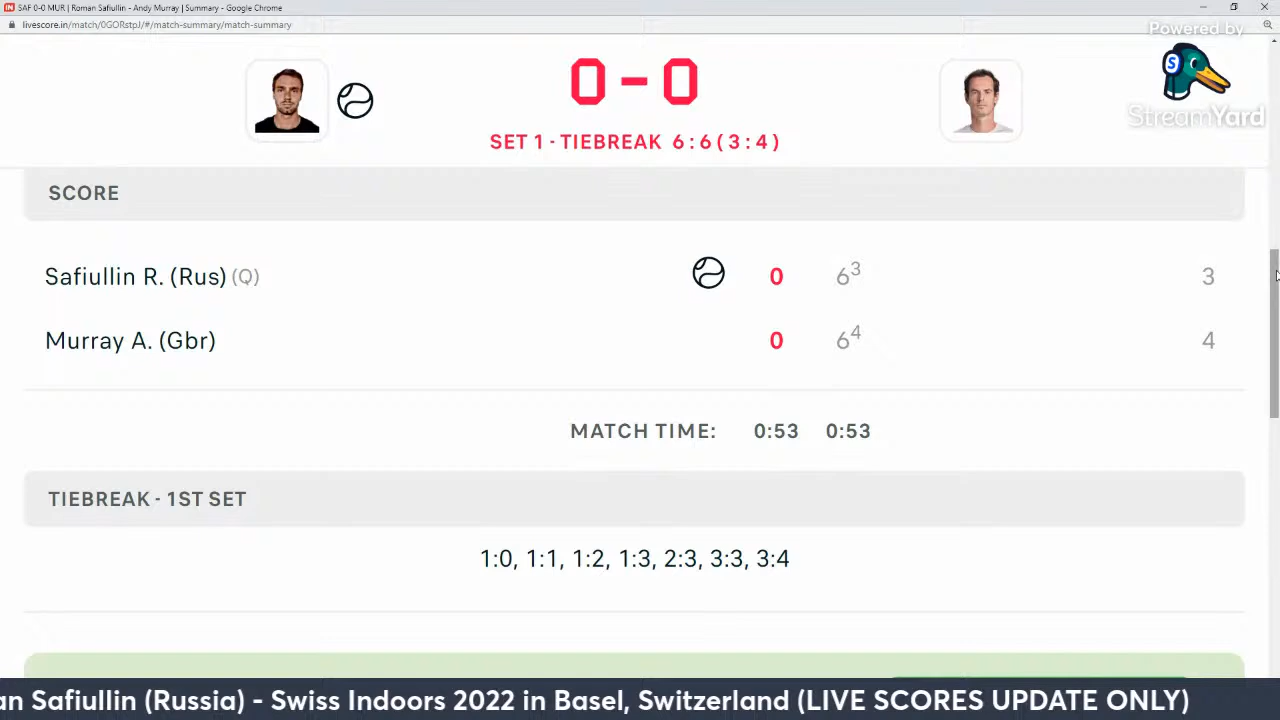 SAF 0-0 MUR | Roman Safiullin - Andy Murray | Summary - Google Chrome
livescore.in/match/0GORstpJ/#/match-summary/match-summary
Powered by
StreamYard
0 - 0
SET 1 - TIEBREAK 6 : 6 ( 3 : 4 )
SCORE
Safiullin R. (Rus) (Q) 0 6³ 3
Murray A. (Gbr) 0 6⁴ 4
MATCH TIME: 0:53 0:53
TIEBREAK - 1ST SET
1:0, 1:1, 1:2, 1:3, 2:3, 3:3, 3:4
an Safiullin (Russia) - Swiss Indoors 2022 in Basel, Switzerland (LIVE SCORES UPDATE ONLY)